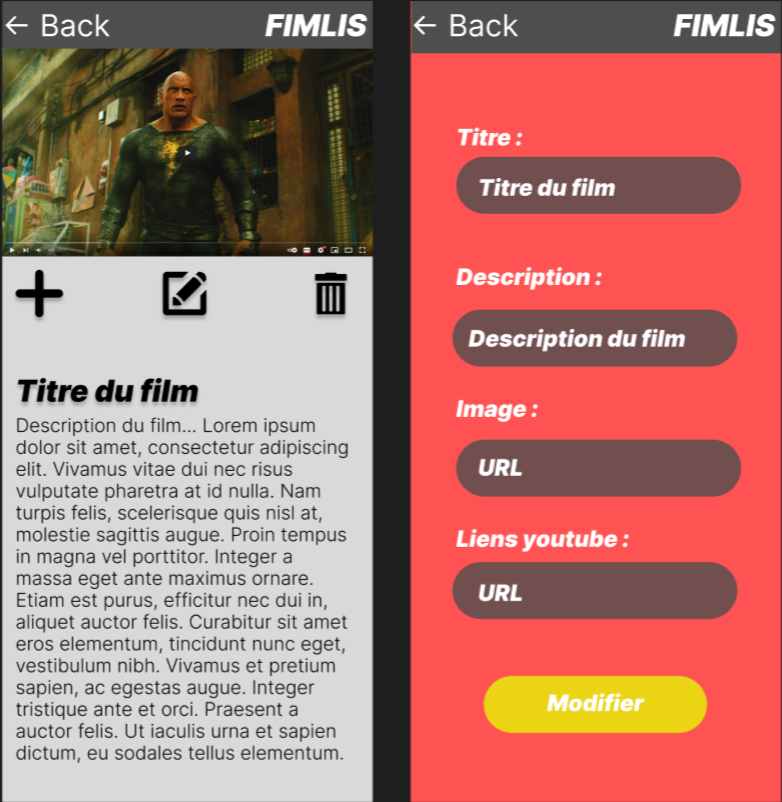 ← Back
FIMLIS
Titre du film
Description du film... Lorem ipsum
dolor sit amet, consectetur adipiscing
elit. Vivamus vitae dui nec risus
vulputate pharetra at id nulla. Nam
turpis felis, scelerisque quis nisl at,
molestie sagittis augue. Proin tempus
in magna vel porttitor. Integer a
massa eget ante maximus ornare.
Etiam est purus, efficitur nec dui in,
aliquet auctor felis. Curabitur sit amet
eros elementum, tincidunt nunc eget,
vestibulum nibh. Vivamus et pretium
sapien, ac egestas augue. Integer
tristique ante et orci. Praesent a
auctor felis. Ut iaculis urna et sapien
dictum, eu sodales tellus elementum.
← Back
FIMLIS
Titre :
Titre du film
Description :
Description du film
Image :
URL
Liens youtube :
URL
Modifier